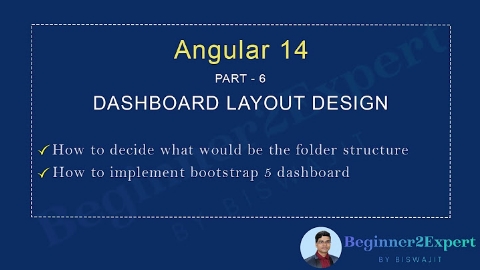 Angular 14
PART - 6
DASHBOARD LAYOUT DESIGN
How to decide what would be the folder structure
How to implement bootstrap 5 dashboard
Beginner2Expert
BY BISWAJIT
Beginner2Expert
BY BISWAJIT